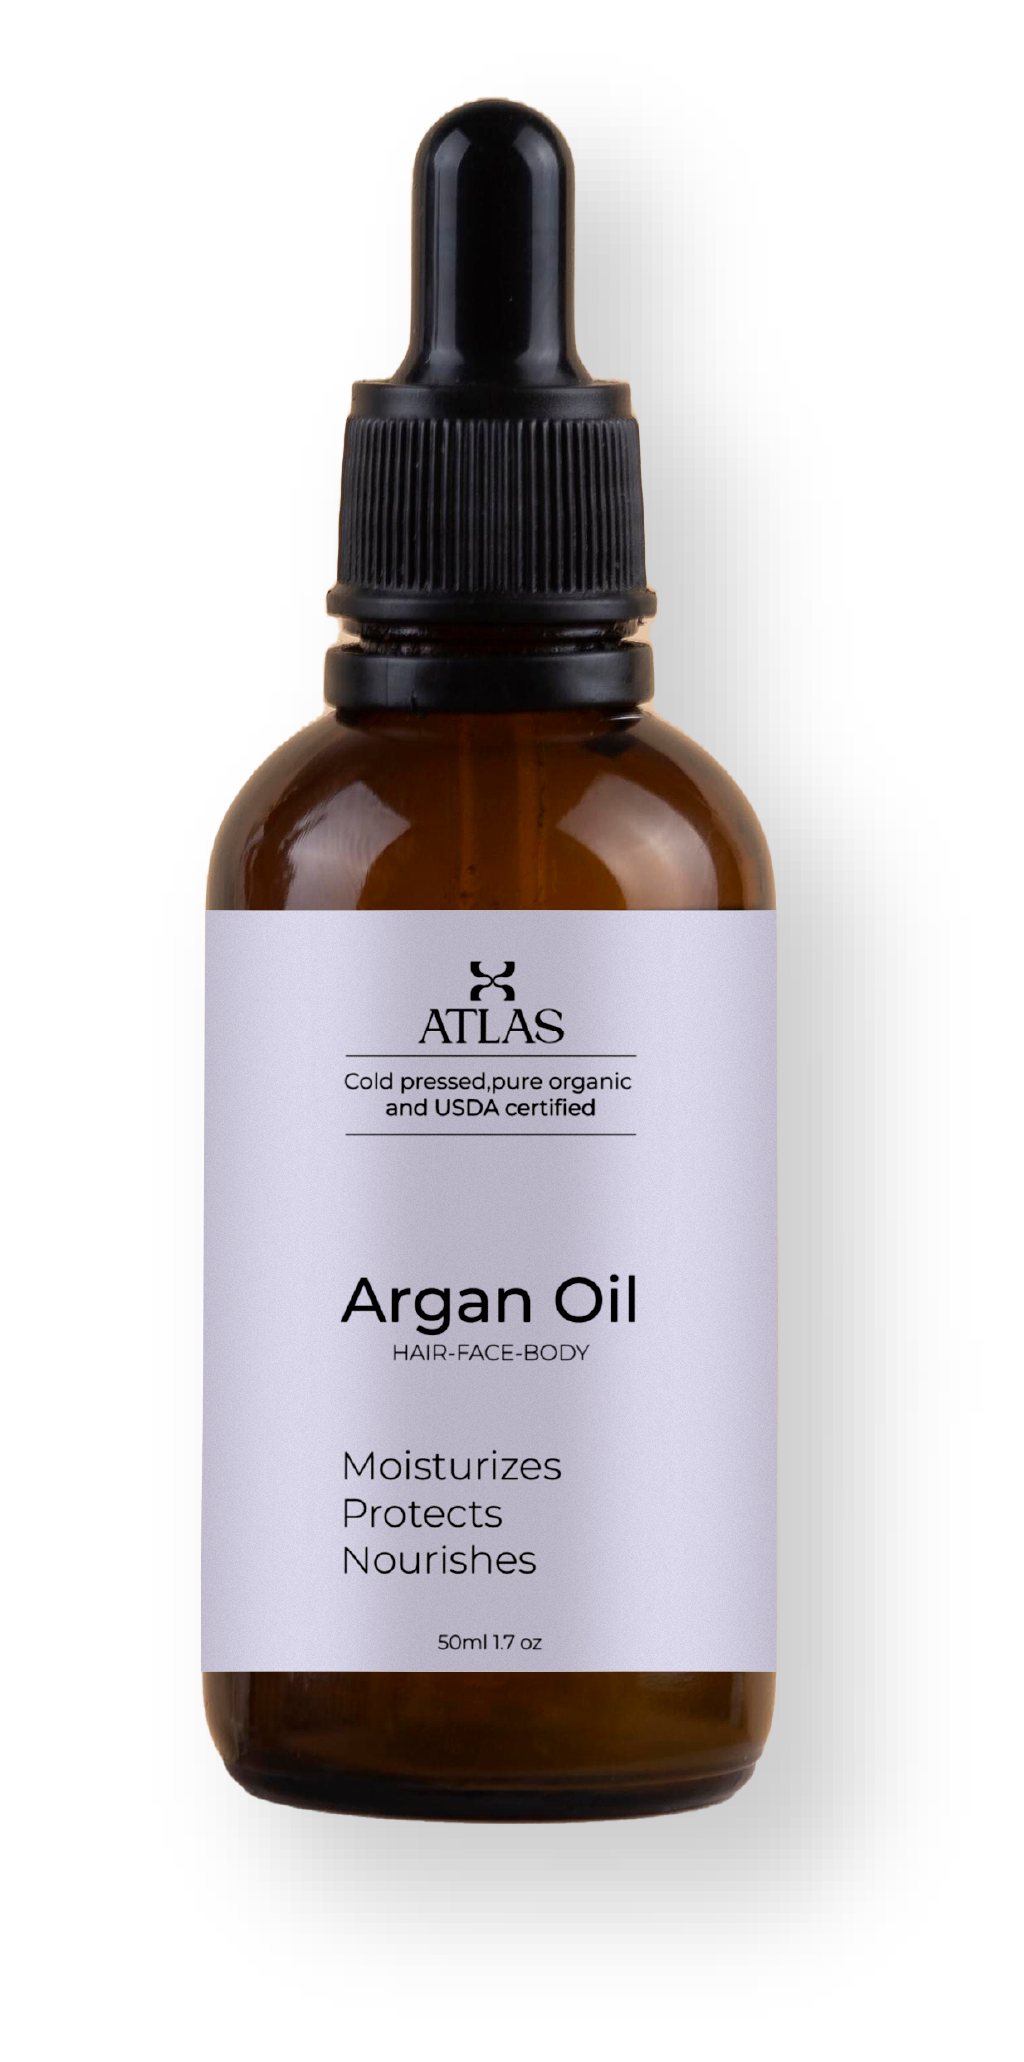 ATLAS
Cold pressed,pure organic
and USDA certified
Argan Oil
HAIR-FACE-BODY
Moisturizes
Protects
Nourishes
50ml 1.7 oz